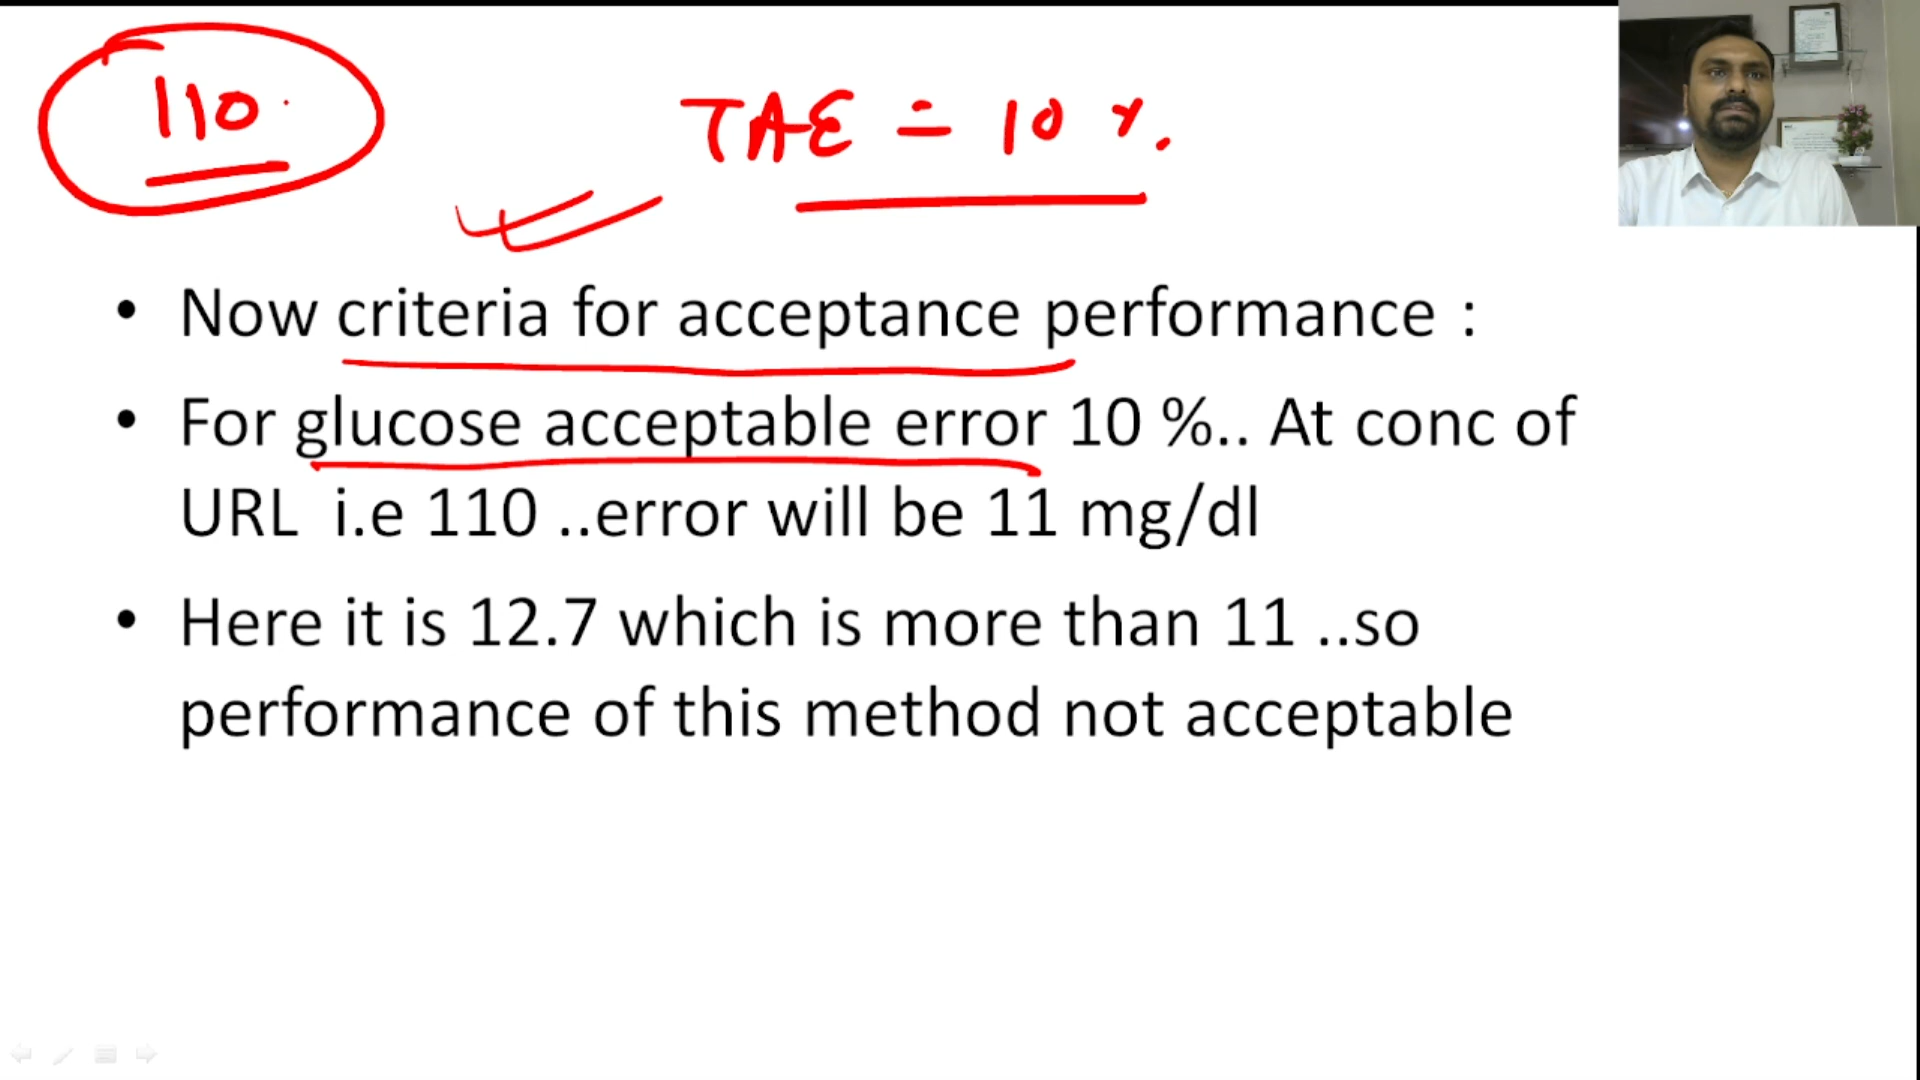 110.
TAE = 10 %.
• Now criteria for acceptance performance :
• For glucose acceptable error 10 %.. At conc of
URL i.e 110 ..error will be 11 mg/dl
• Here it is 12.7 which is more than 11 ..so
performance of this method not acceptable